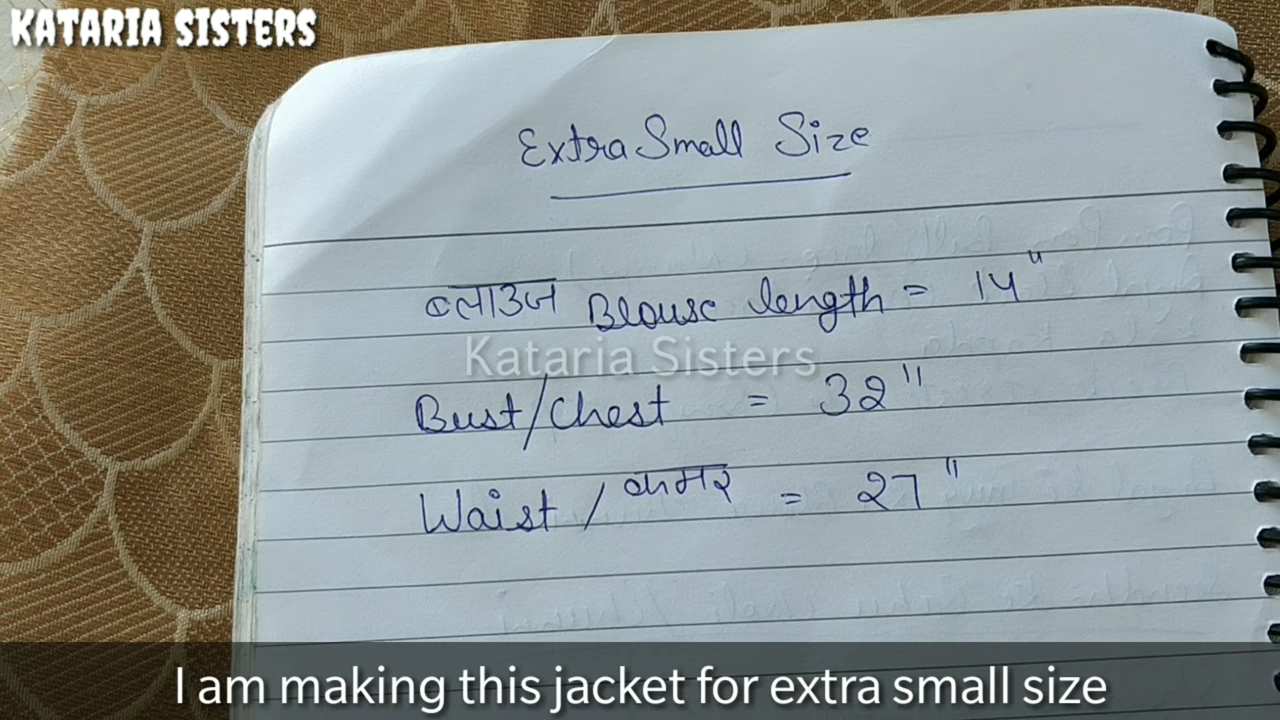 KATARIA SISTERS
Extra Small Size
ब्लाउज Blouse length = 14"
Kataria Sisters
Bust/Chest = 32"
Waist / कमर = 27"
I am making this jacket for extra small size